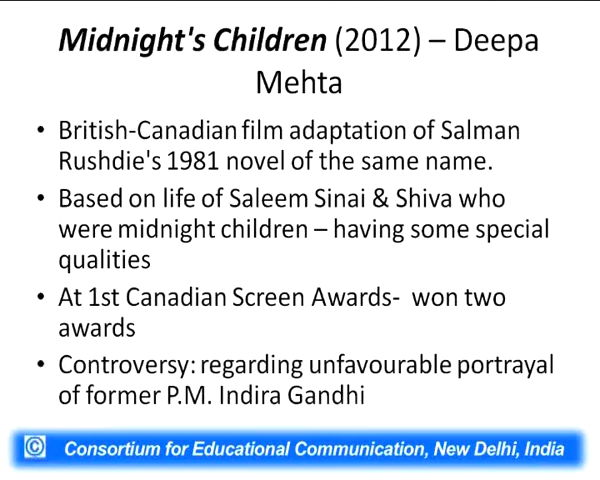 Midnight's Children (2012) – Deepa
Mehta
• British-Canadian film adaptation of Salman
Rushdie's 1981 novel of the same name.
• Based on life of Saleem Sinai & Shiva who
were midnight children – having some special
qualities
• At 1st Canadian Screen Awards-  won two
awards
• Controversy: regarding unfavourable portrayal
of former P.M. Indira Gandhi
© Consortium for Educational Communication, New Delhi, India